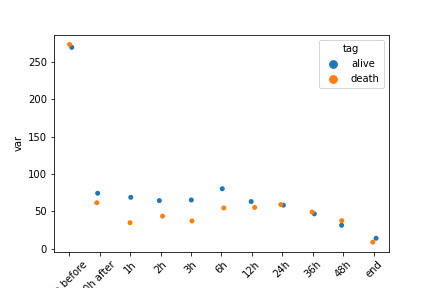 tag
alive
death
var
250
200
150
100
50
0
before
0h after
1h
2h
3h
6h
12h
24h
36h
48h
end